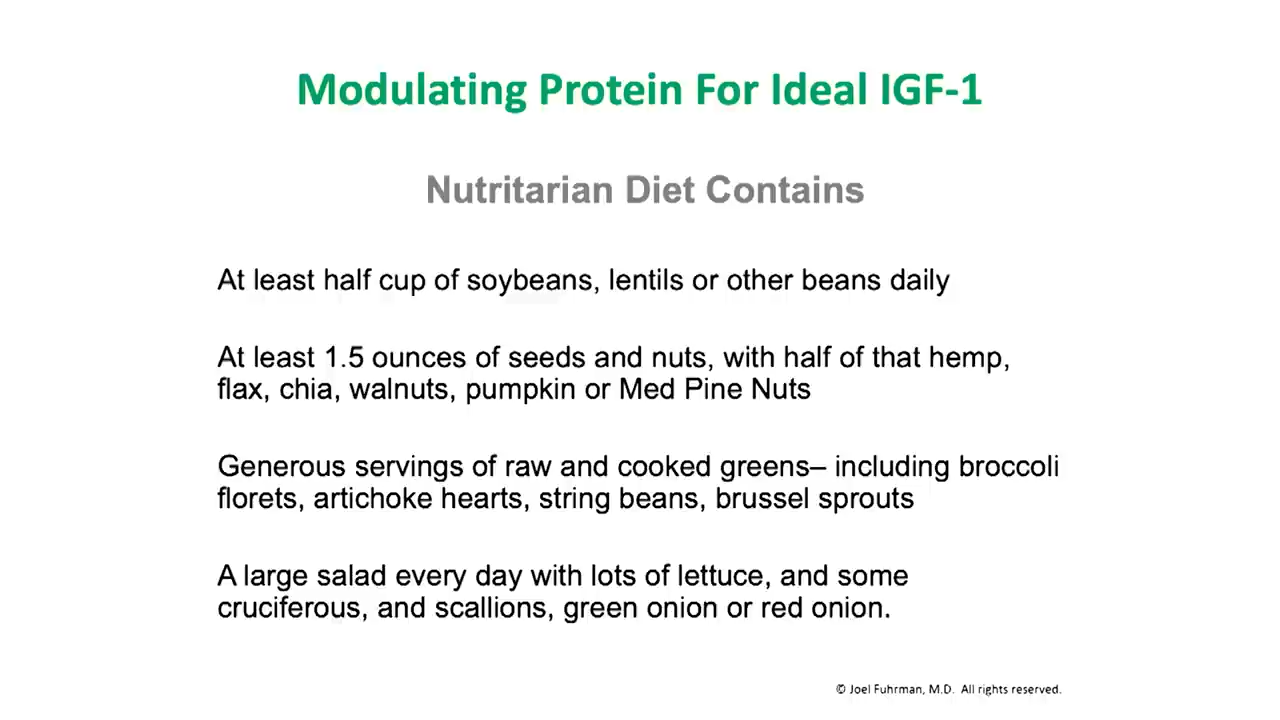 Modulating Protein For Ideal IGF-1
Nutritarian Diet Contains
At least half cup of soybeans, lentils or other beans daily
At least 1.5 ounces of seeds and nuts, with half of that hemp,
flax, chia, walnuts, pumpkin or Med Pine Nuts
Generous servings of raw and cooked greens– including broccoli
florets, artichoke hearts, string beans, brussel sprouts
A large salad every day with lots of lettuce, and some
cruciferous, and scallions, green onion or red onion.
© Joel Fuhrman, M.D. All rights reserved.